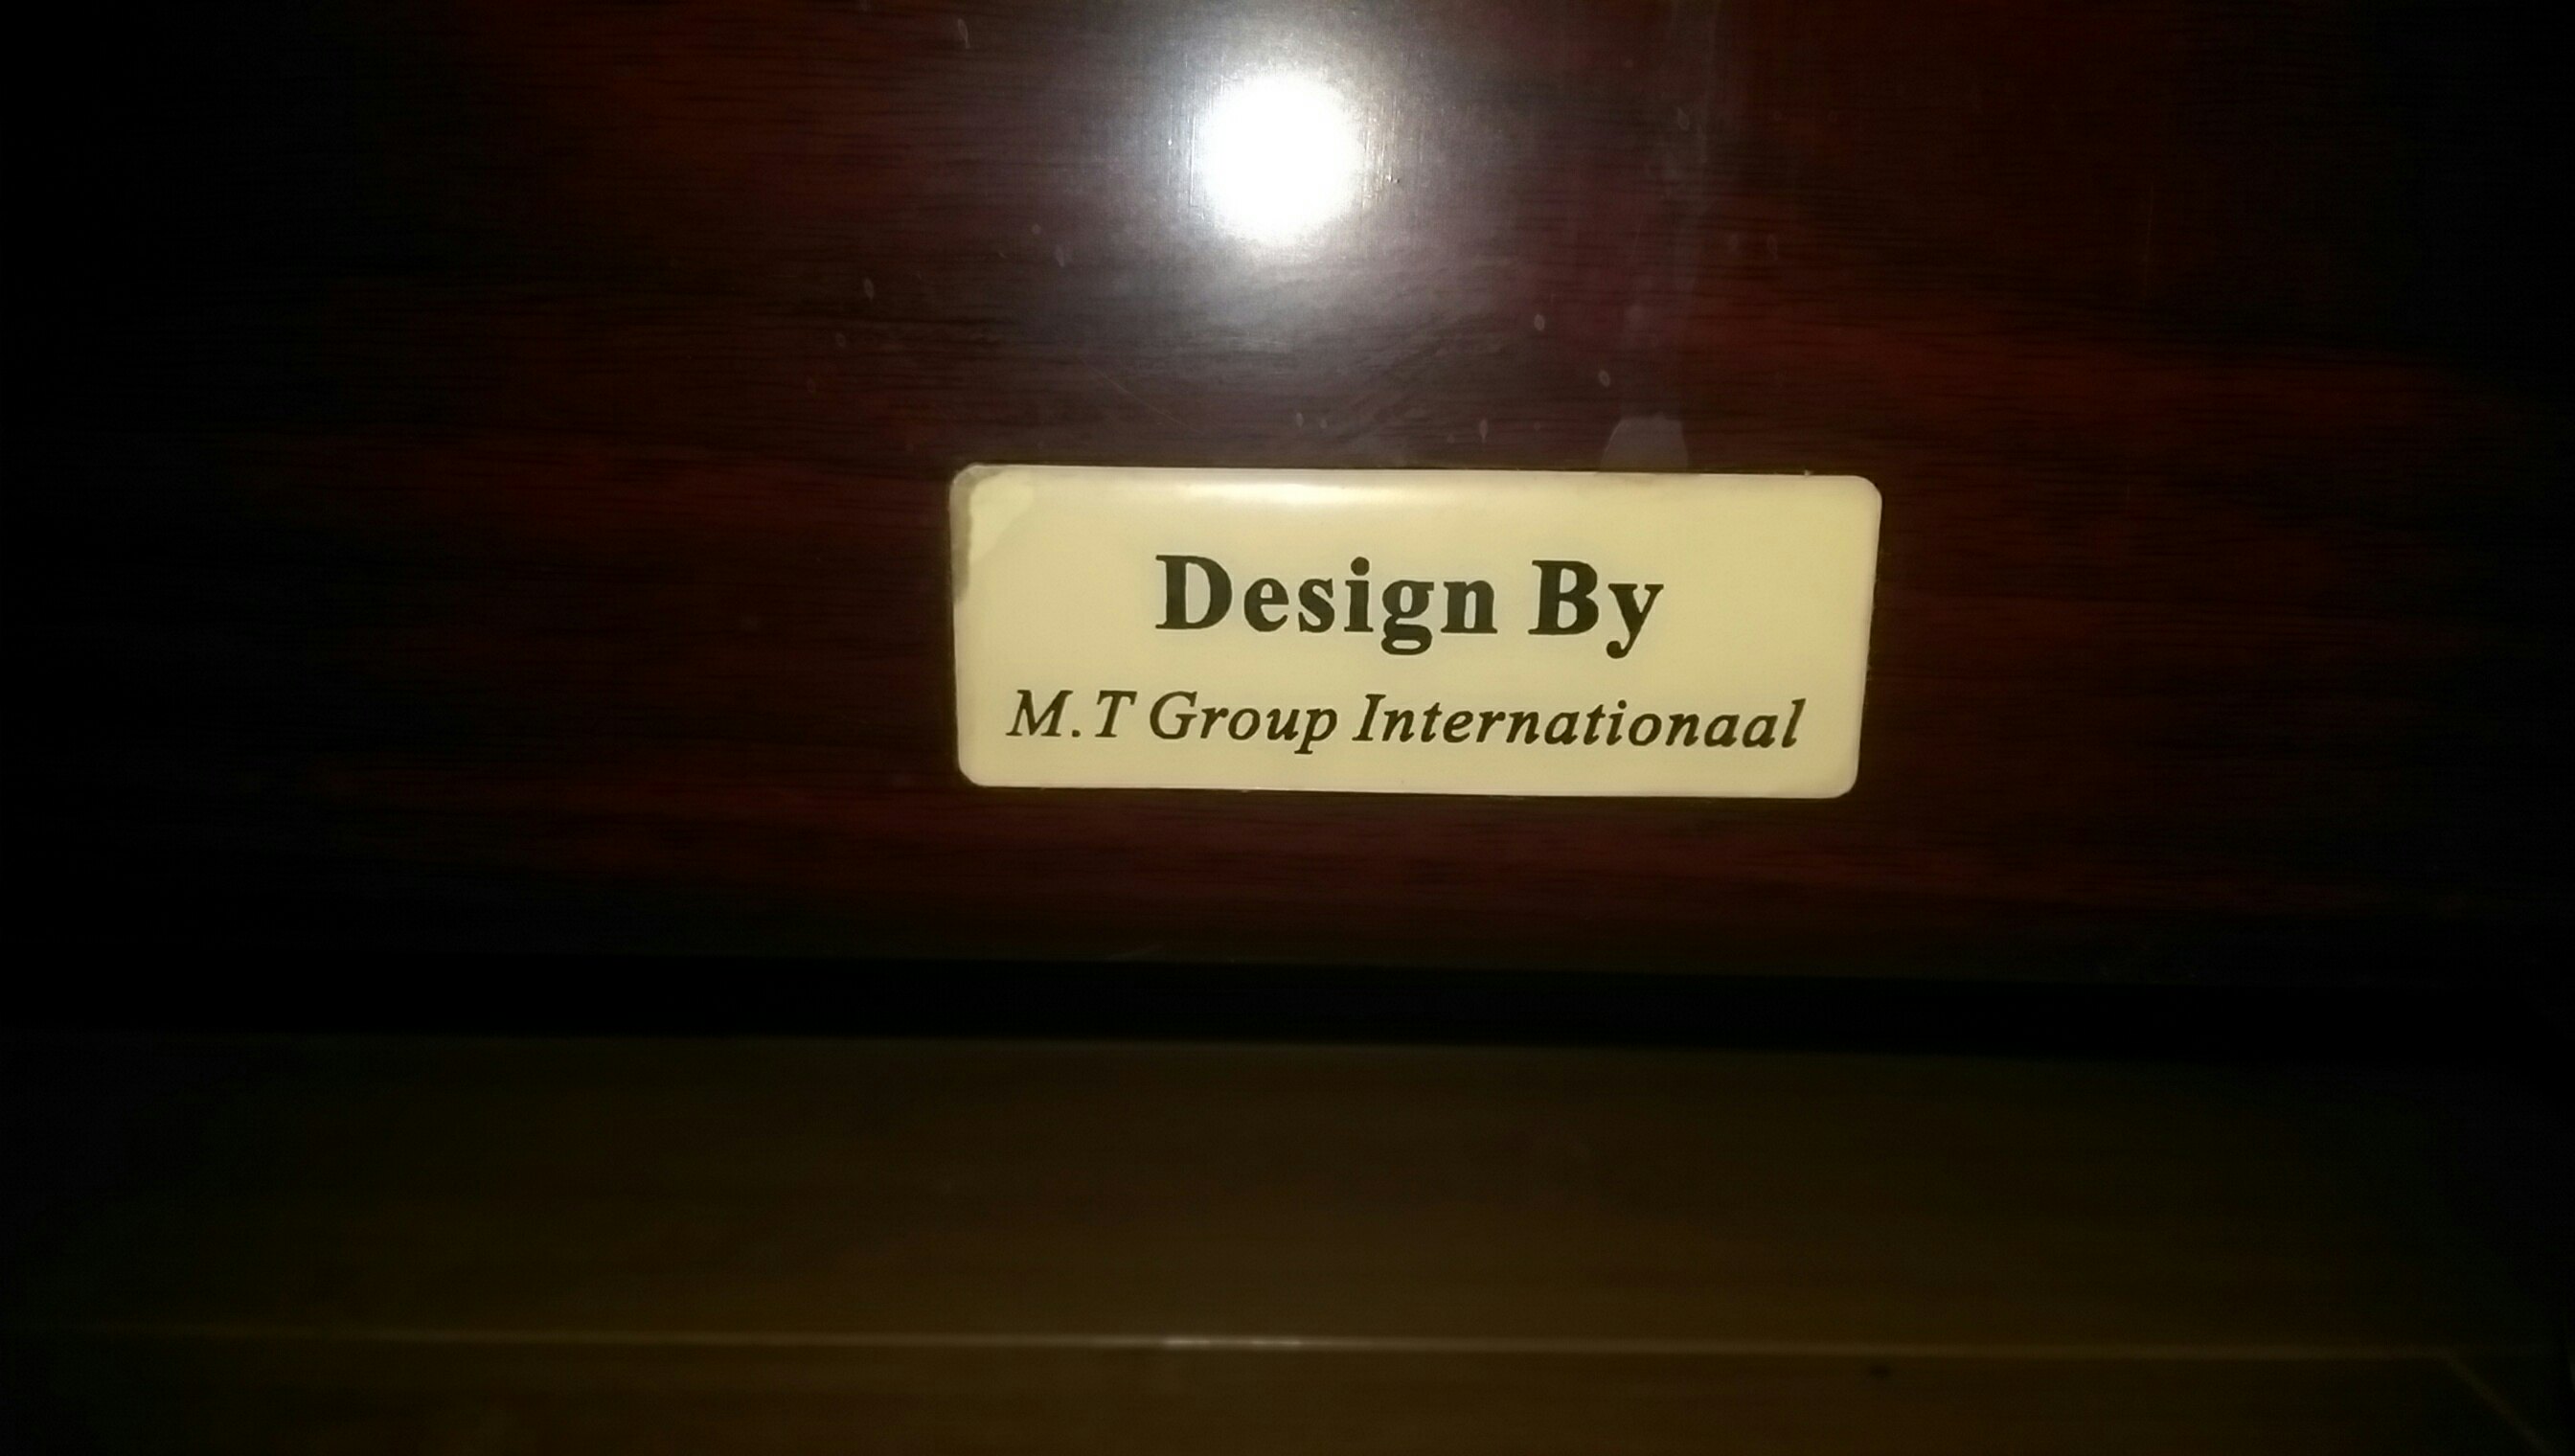 Design By
M.T Group Internationaal